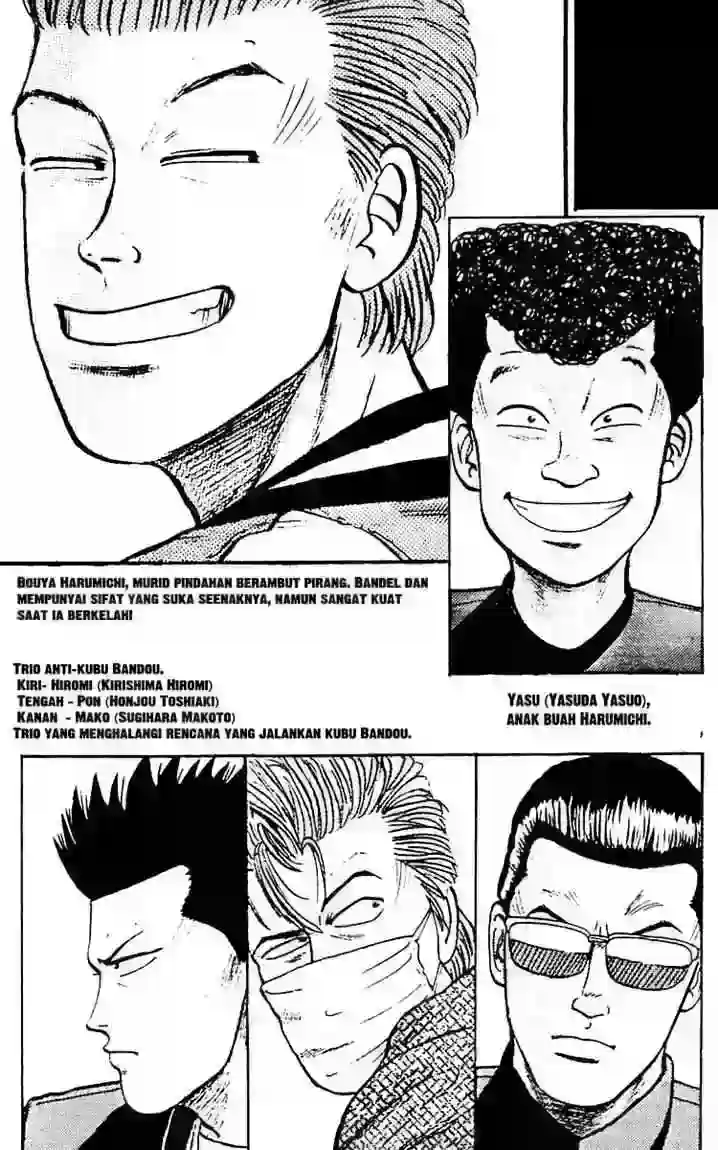 BOUYA HARUMICHI, MURID PINDAHAN BERAMBUT PIRANG. BANDEL DAN
MEMPUNYAI SIFAT YANG SUKA SEENAKNYA, NAMUN SANGAT KUAT
SAAT IA BERKELAHI
TRIO ANTI-KUBU BANDOU.
KIRI- HIROMI (KIRISHIMA HIROMI)
TENGAH - PON (HONJOU TOSHIAKI)
KANAN - MAKO (SUGIHARA MAKOTO)
TRIO YANG MENGHALANGI RENCANA YANG JALANKAN KUBU BANDOU.
YASU (YASUDA YASUO),
ANAK BUAH HARUMICHI.